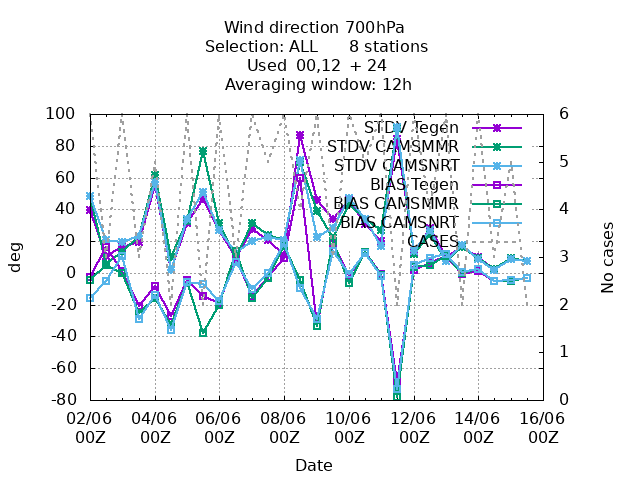 Wind direction 700hPa
Selection: ALL 8 stations
Used 00,12 + 24
Averaging window: 12h
100
80
60
40
20
0
-20
-40
-60
-80
deg
STDV Tegen
STDV CAMSMMR
STDV CAMSNRT
BIAS Tegen
BIAS CAMSMMR
BIAS CAMSNRT
CASES
6
5
4
3
2
1
0
No cases
02/06 04/06 06/06 08/06 10/06 12/06 14/06 16/06
00Z 00Z 00Z 00Z 00Z 00Z 00Z 00Z
Date